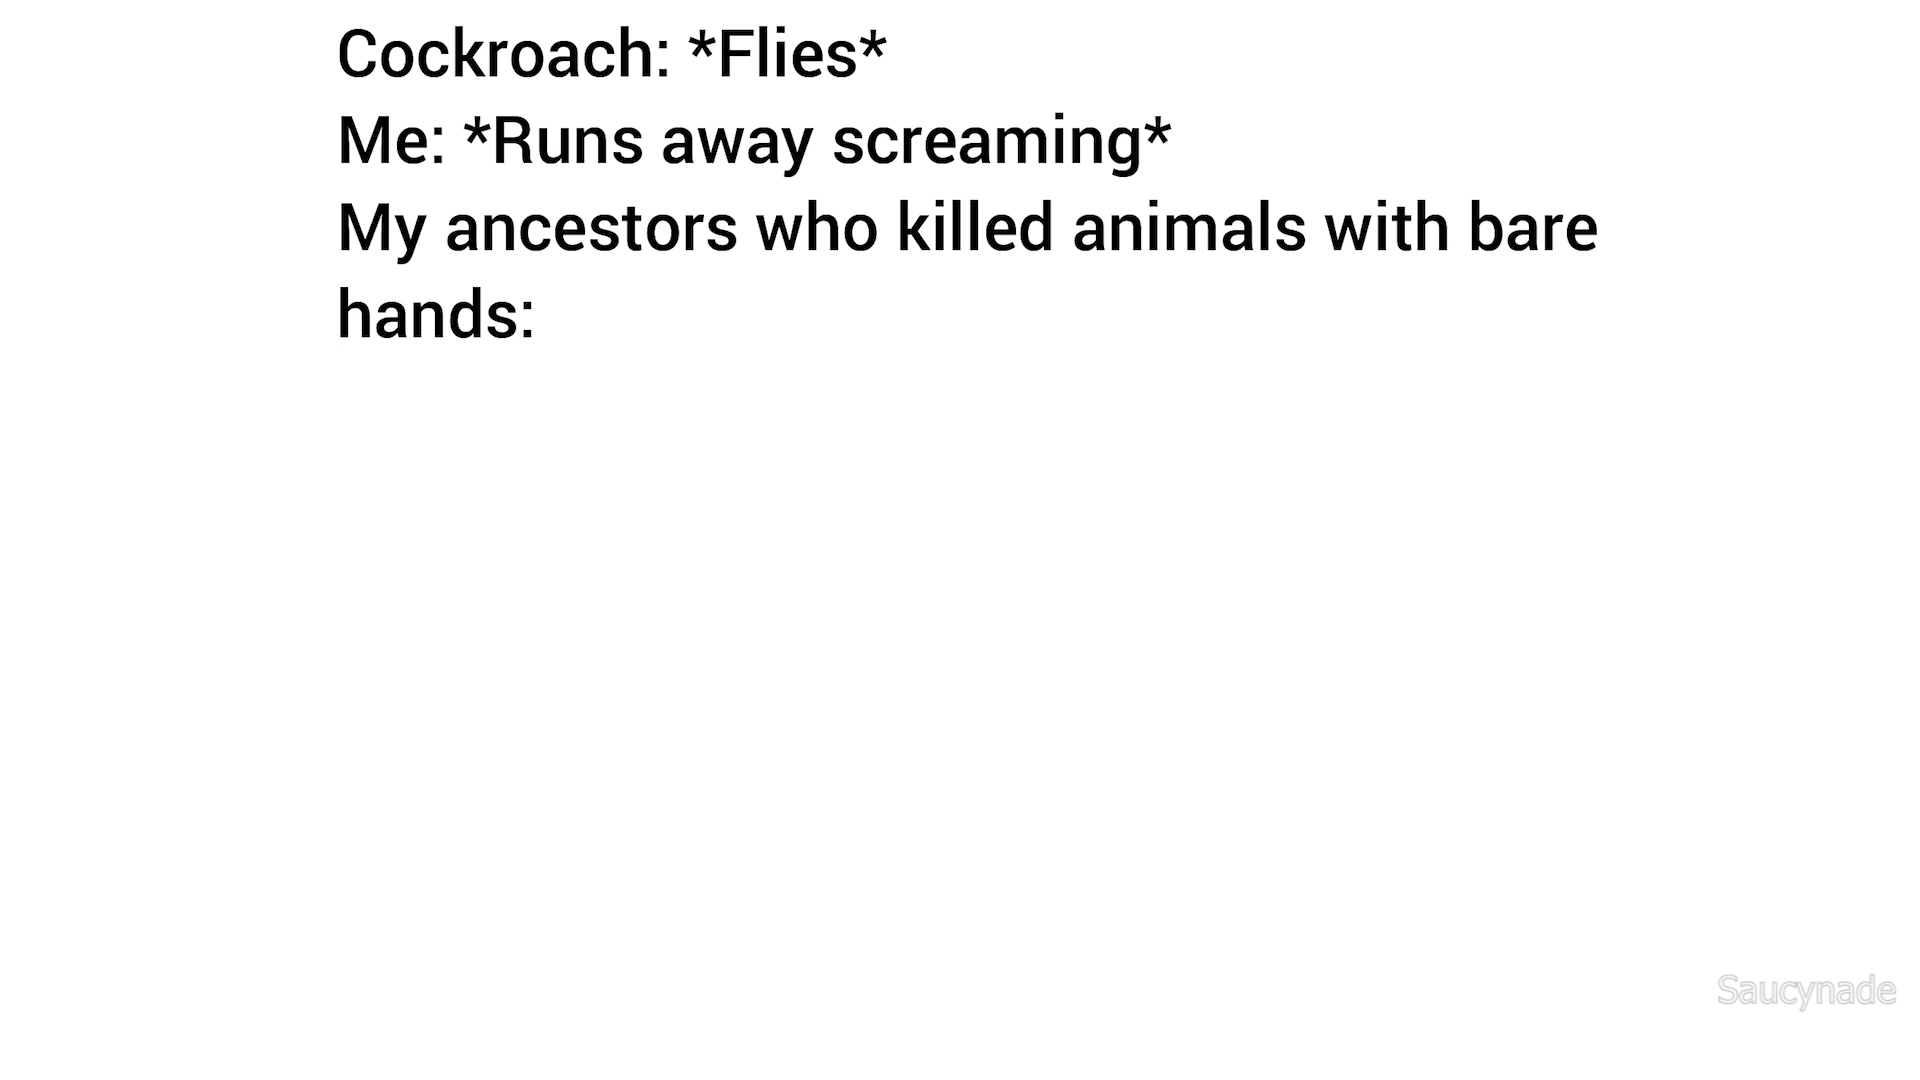 Cockroach: *Flies*
Me: *Runs away screaming*
My ancestors who killed animals with bare
hands:
Saucynade